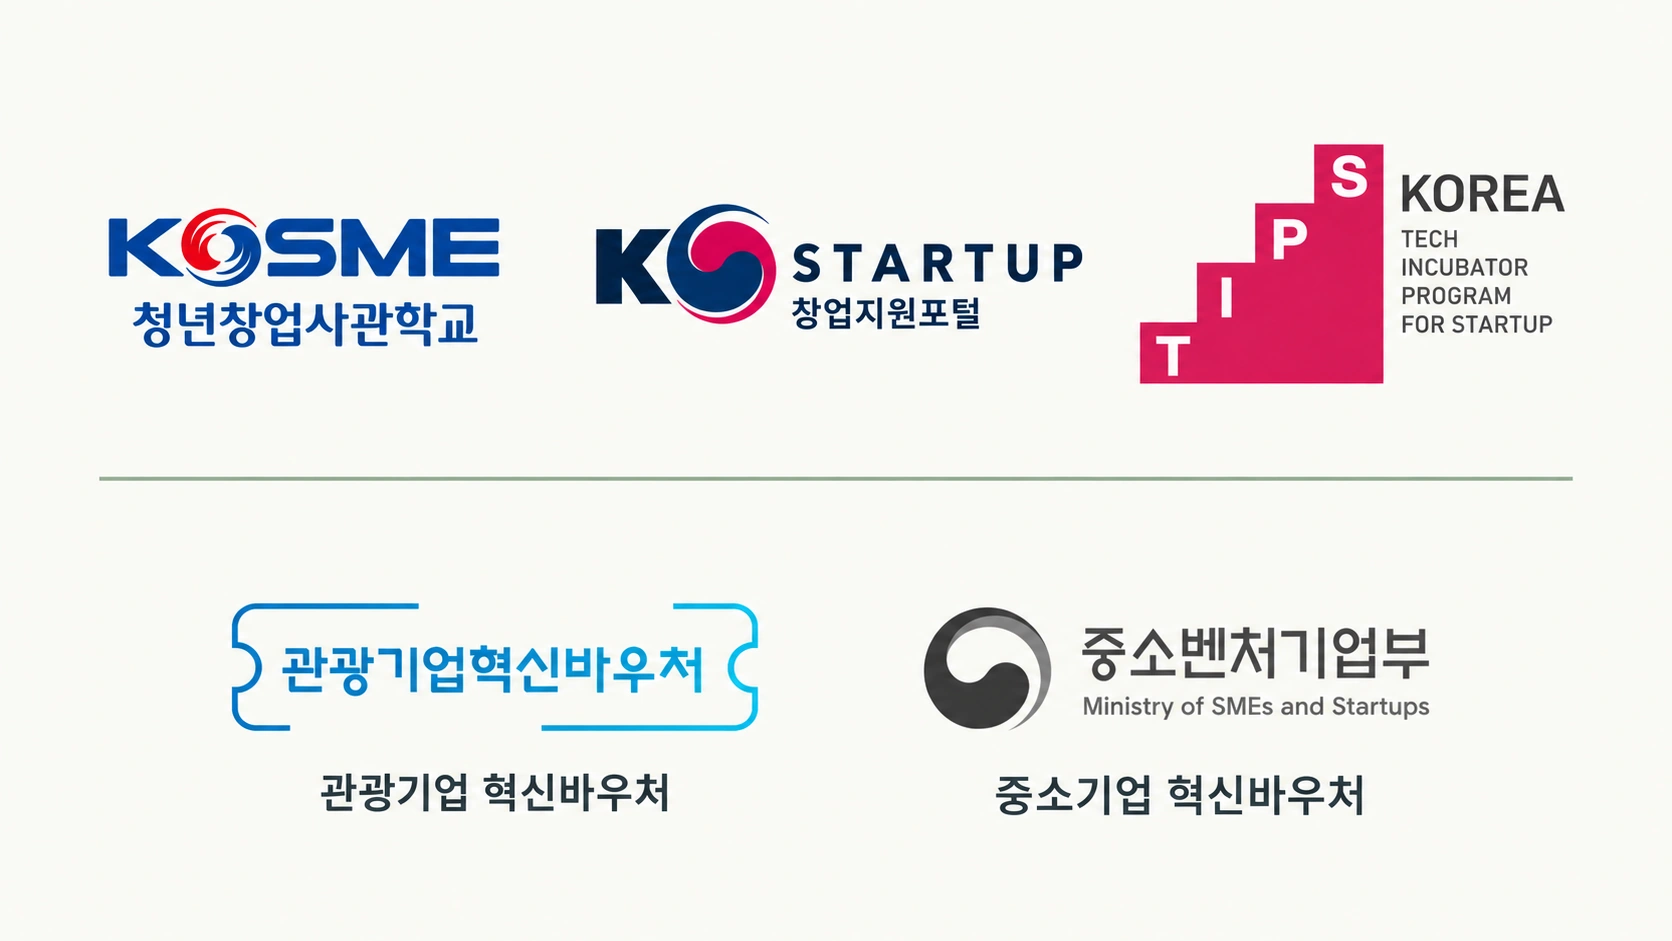 KOSME
청년창업사관학교
K STARTUP
창업지원포털
TIPS
KOREA
TECH
INCUBATOR
PROGRAM
FOR STARTUP
관광기업혁신바우처
관광기업 혁신바우처
중소벤처기업부
Ministry of SMEs and Startups
중소기업 혁신바우처